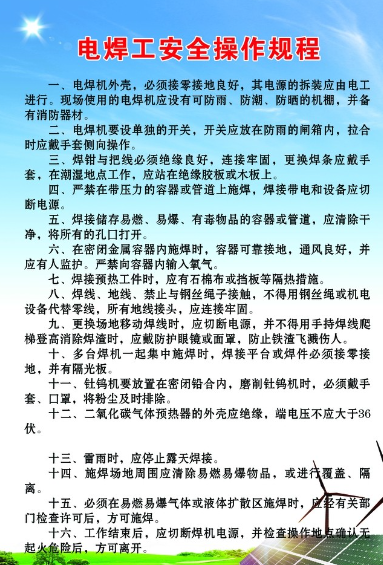 电焊工安全操作规程
一、电焊机外壳，必须接零接地良好，其电源的拆装应由电工
进行。现场使用的电焊机应设有可防雨、防潮、防晒的机棚，并备
有消防器材。
二、电焊机要设单独的开关，开关应放在防雨的闸箱内，拉合
时应戴手套侧向操作。
三、焊钳与把线必须绝缘良好，连接牢固，更换焊条应戴手
套，在潮湿地点工作，应站在绝缘胶板或木板上。
四、严禁在带压力的容器或管道上施焊，焊接带电和设备应切
断电源。
五、焊接储存易燃、易爆、有毒物品的容器或管道，应清除干
净，将所有的孔口打开。
六、在密闭金属容器内施焊时，容器可靠接地，通风良好，并
应有人监护。严禁向容器内输入氧气。
七、焊接预热工件时，应有石棉布或挡板等隔热措施。
八、焊线、地线、禁止与钢丝绳子接触，不得用钢丝绳或机电
设备代替零线，所有地线接头，应连接牢固。
九、更换场地移动焊线时，应切断电源，并不得用手持焊线爬
梯登高清除焊渣时，应戴防护眼镜或面罩，防止铁渣飞溅伤人。
十、多台焊机一起集中施焊时，焊接平台或焊件必须接零接
地，并有隔光板。
十一、钍钨机要放置在密闭铅合内，磨削钍钨机时，必须戴手
套、口罩，将粉尘及时排除。
十二、二氧化碳气体预热器的外壳应绝缘，端电压不应大于36
伏。
十三、雷雨时，应停止露天焊接。
十四、施焊场地周围应清除易燃易爆物品，或进行覆盖、隔
离。
十五、必须在易燃易爆气体或液体扩散区施焊时，应经有关部
门检查许可后，方可施焊。
十六、工作结束后，应切断焊机电源，并检查操作地点确认无
起火危险后，方可离开。